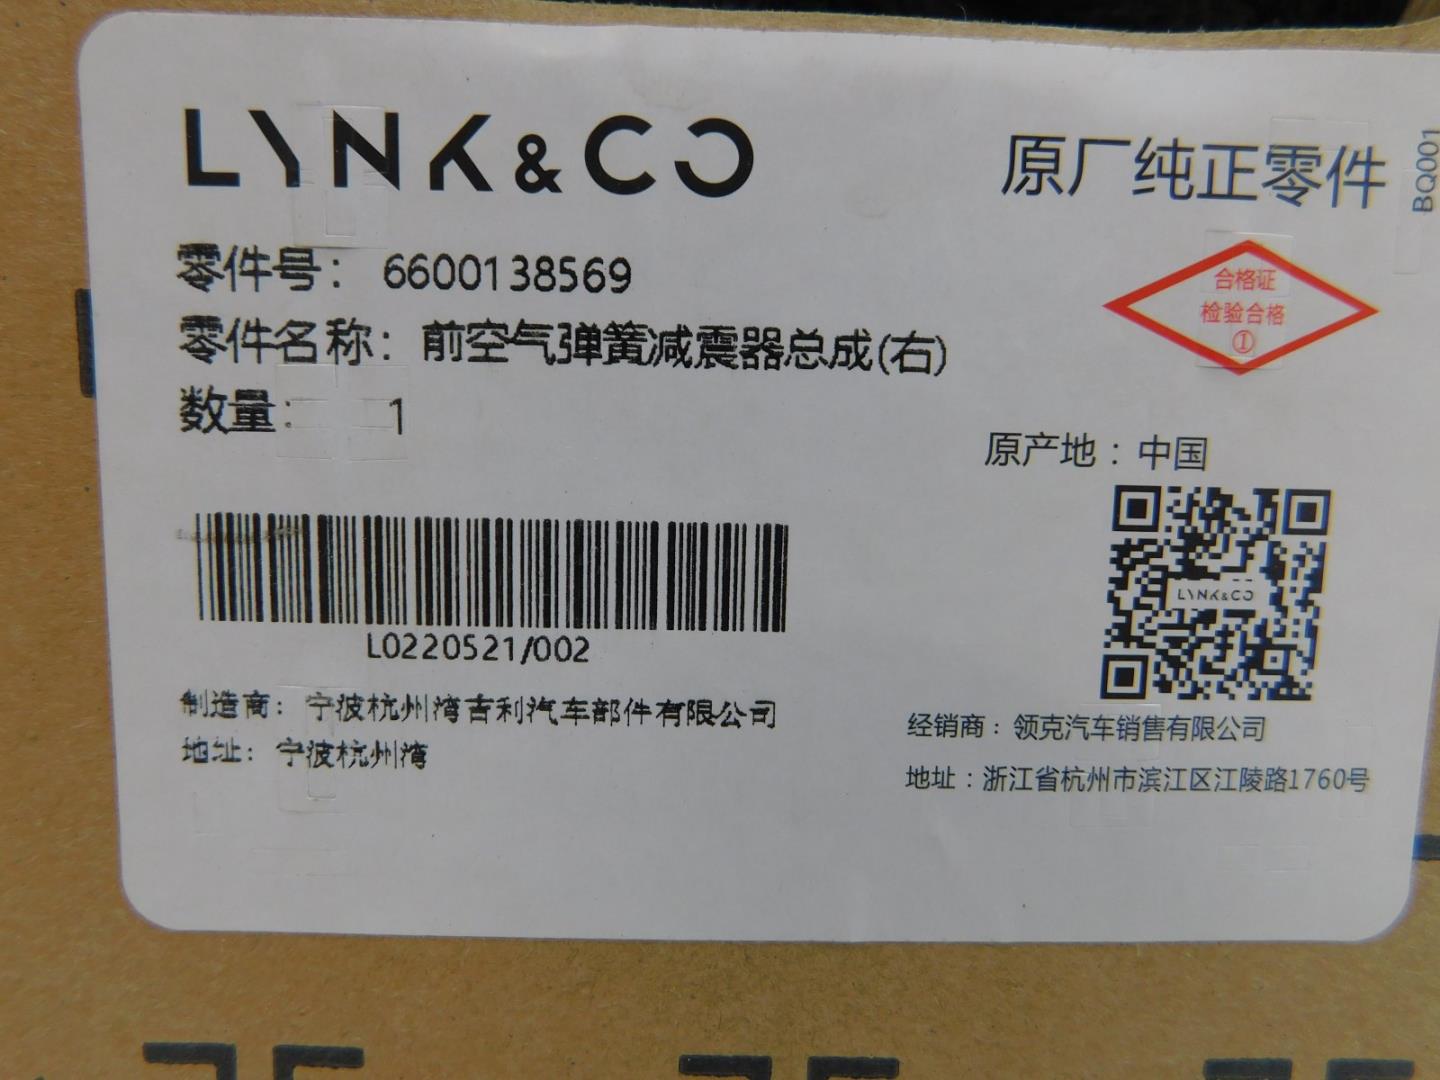 LYNK&CO
原厂纯正零件
BQ001
零件号： 6600138569
零件名称：前空气弹簧减震器总成(右)
数量： 1
合格证
检验合格
①
原产地：中国
LYNK&CO
L0220521/002
制造商：宁波杭州湾吉利汽车部件有限公司
地址：宁波杭州湾
经销商：领克汽车销售有限公司
地址：浙江省杭州市滨江区江陵路1760号